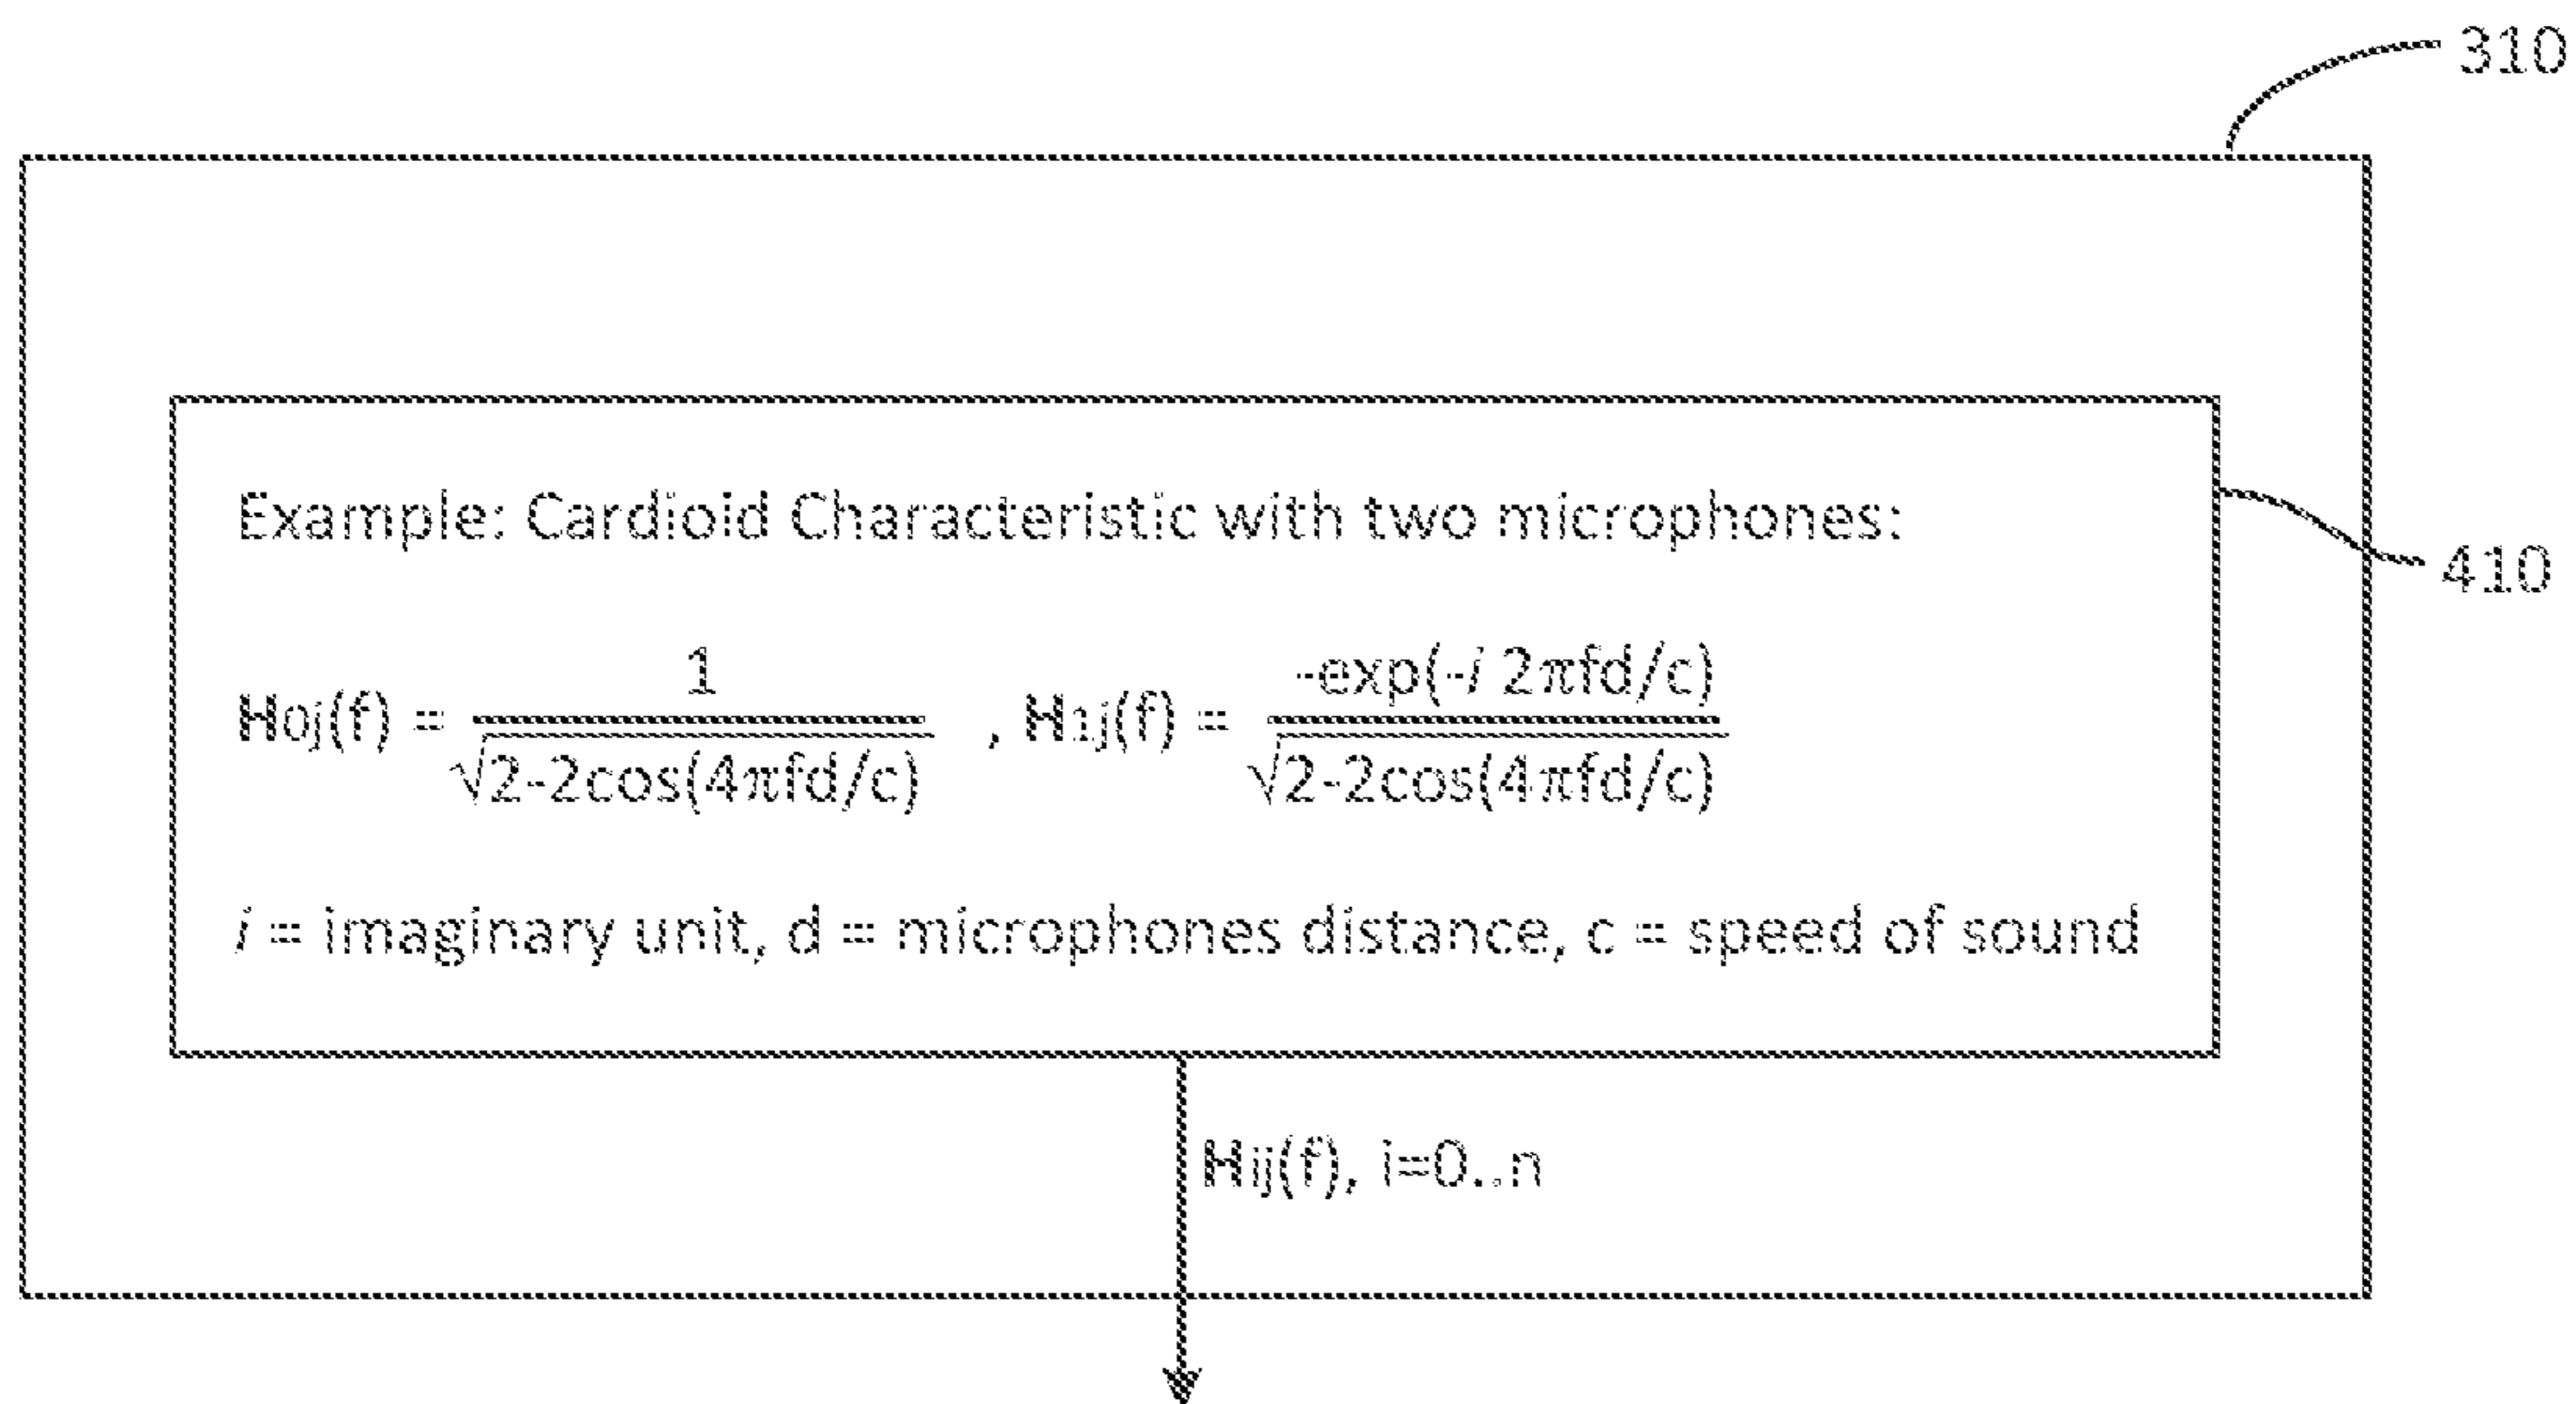 310
Example: Cardioid Characteristic with two microphones:
410
H0j(f) = 1 / √2-2cos(4πfd/c) , H1j(f) = -exp(-i 2πfd/c) / √2-2cos(4πfd/c)
i = imaginary unit, d = microphones distance, c = speed of sound
Hij(f), i=0..n